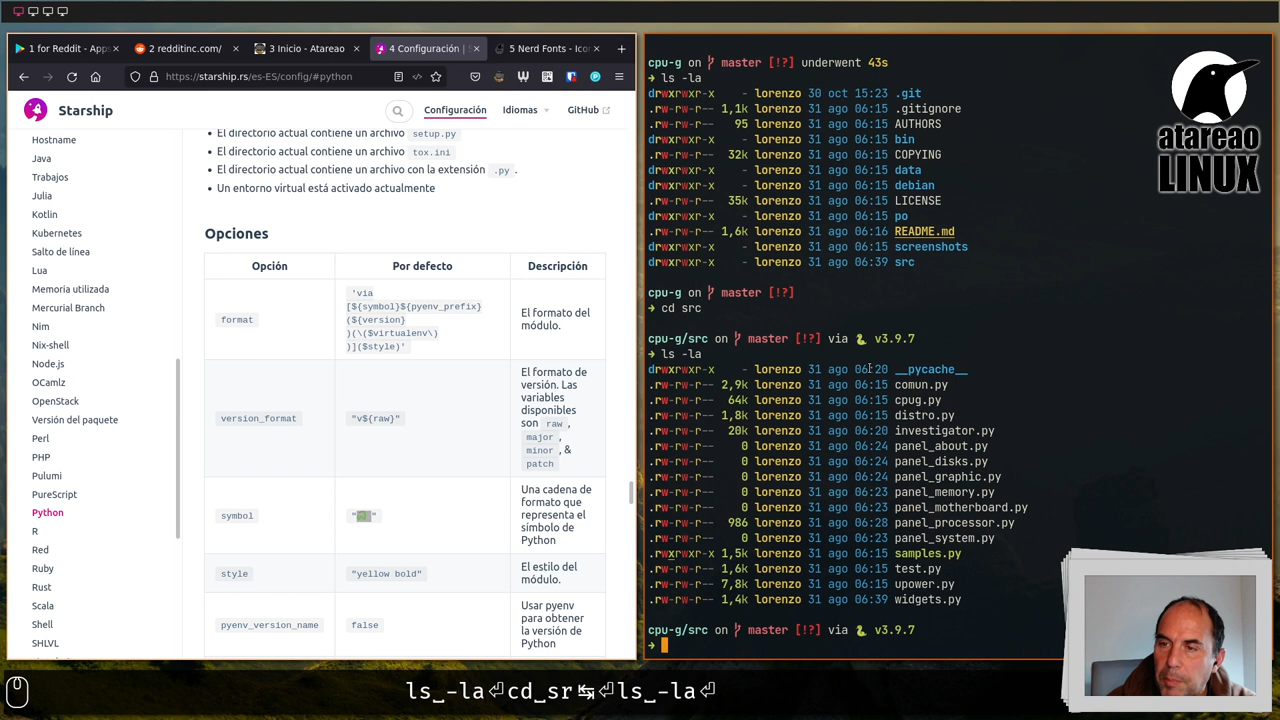 1 for Reddit - Apps
2 redditinc.com/
3 Inicio - Atareao
4 Configuración | S
5 Nerd Fonts - Icon
https://starship.rs/es-ES/config/#python
Starship
Configuración
Idiomas
GitHub
Hostname
Java
Trabajos
Julia
Kotlin
Kubernetes
Salto de línea
Lua
Memoria utilizada
Mercurial Branch
Nim
Nix-shell
Node.js
OCamlz
OpenStack
Versión del paquete
Perl
PHP
Pulumi
PureScript
Python
R
Red
Ruby
Rust
Scala
Shell
SHLVL
El directorio actual contiene un archivo setup.py
El directorio actual contiene un archivo tox.ini
El directorio actual contiene un archivo con la extensión .py .
Un entorno virtual está activado actualmente
Opciones
Opción Por defecto Descripción
format
'via
[${symbol}${pyenv_prefix}
(${version}
)(\($virtualenv\)
)]($style)'
El formato del
módulo.
version_format
"v${raw}"
El formato de
versión. Las
variables
disponibles
son raw ,
major ,
minor , &
patch
symbol
"🐍"
Una cadena de
formato que
representa el
símbolo de
Python
style
"yellow bold"
El estilo del
módulo.
pyenv_version_name
false
Usar pyenv
para obtener
la versión de
Python
cpu-g on master [!?] underwent 43s
➜ ls -la
drwxrwxr-x - lorenzo 30 oct 15:23 .git
.rw-rw-r-- 1,1k lorenzo 31 ago 06:15 .gitignore
.rw-rw-r-- 95 lorenzo 31 ago 06:15 AUTHORS
drwxrwxr-x - lorenzo 31 ago 06:15 bin
.rw-rw-r-- 32k lorenzo 31 ago 06:15 COPYING
drwxrwxr-x - lorenzo 31 ago 06:15 data
drwxrwxr-x - lorenzo 31 ago 06:15 debian
.rw-rw-r-- 35k lorenzo 31 ago 06:15 LICENSE
drwxrwxr-x - lorenzo 31 ago 06:15 po
.rw-rw-r-- 1,6k lorenzo 31 ago 06:16 README.md
drwxrwxr-x - lorenzo 31 ago 06:15 screenshots
drwxrwxr-x - lorenzo 31 ago 06:39 src
cpu-g on master [!?]
➜ cd src
cpu-g/src on master [!?] via 🐍 v3.9.7
➜ ls -la
drwxrwxr-x - lorenzo 31 ago 06:20 __pycache__
.rw-rw-r-- 2,9k lorenzo 31 ago 06:15 comun.py
.rw-rw-r-- 64k lorenzo 31 ago 06:15 cpug.py
.rw-rw-r-- 1,8k lorenzo 31 ago 06:15 distro.py
.rw-rw-r-- 20k lorenzo 31 ago 06:20 investigator.py
.rw-rw-r-- 0 lorenzo 31 ago 06:24 panel_about.py
.rw-rw-r-- 0 lorenzo 31 ago 06:24 panel_disks.py
.rw-rw-r-- 0 lorenzo 31 ago 06:24 panel_graphic.py
.rw-rw-r-- 0 lorenzo 31 ago 06:23 panel_memory.py
.rw-rw-r-- 0 lorenzo 31 ago 06:23 panel_motherboard.py
.rw-rw-r-- 986 lorenzo 31 ago 06:28 panel_processor.py
.rw-rw-r-- 0 lorenzo 31 ago 06:23 panel_system.py
.rwxrwxr-x 1,5k lorenzo 31 ago 06:15 samples.py
.rw-rw-r-- 1,6k lorenzo 31 ago 06:15 test.py
.rw-rw-r-- 7,8k lorenzo 31 ago 06:15 upower.py
.rw-rw-r-- 1,4k lorenzo 31 ago 06:39 widgets.py
cpu-g/src on master [!?] via 🐍 v3.9.7
➜
atareao
LINUX
ls_-la⏎cd_sr↹⏎ls_-la⏎